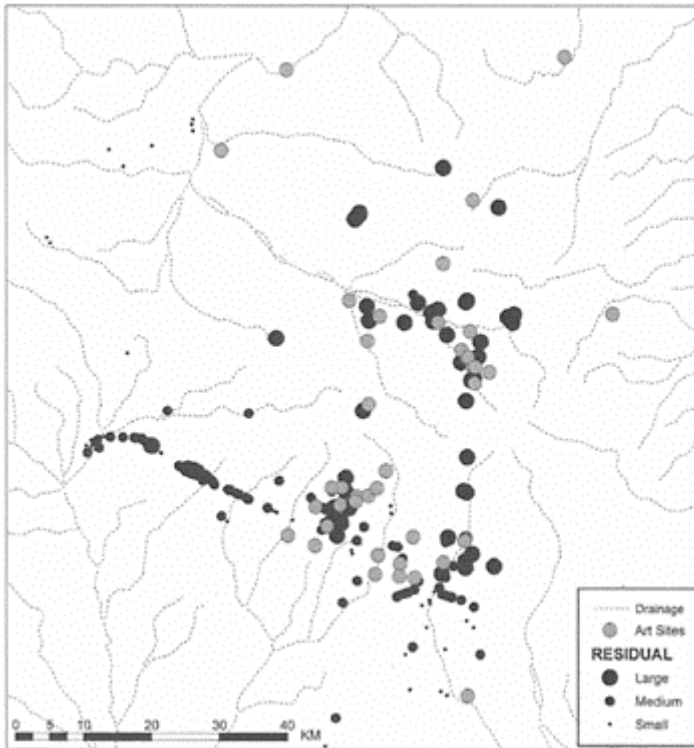 Drainage
Art Sites
RESIDUAL
Large
Medium
Small
0 5 10 20 30 40
KM